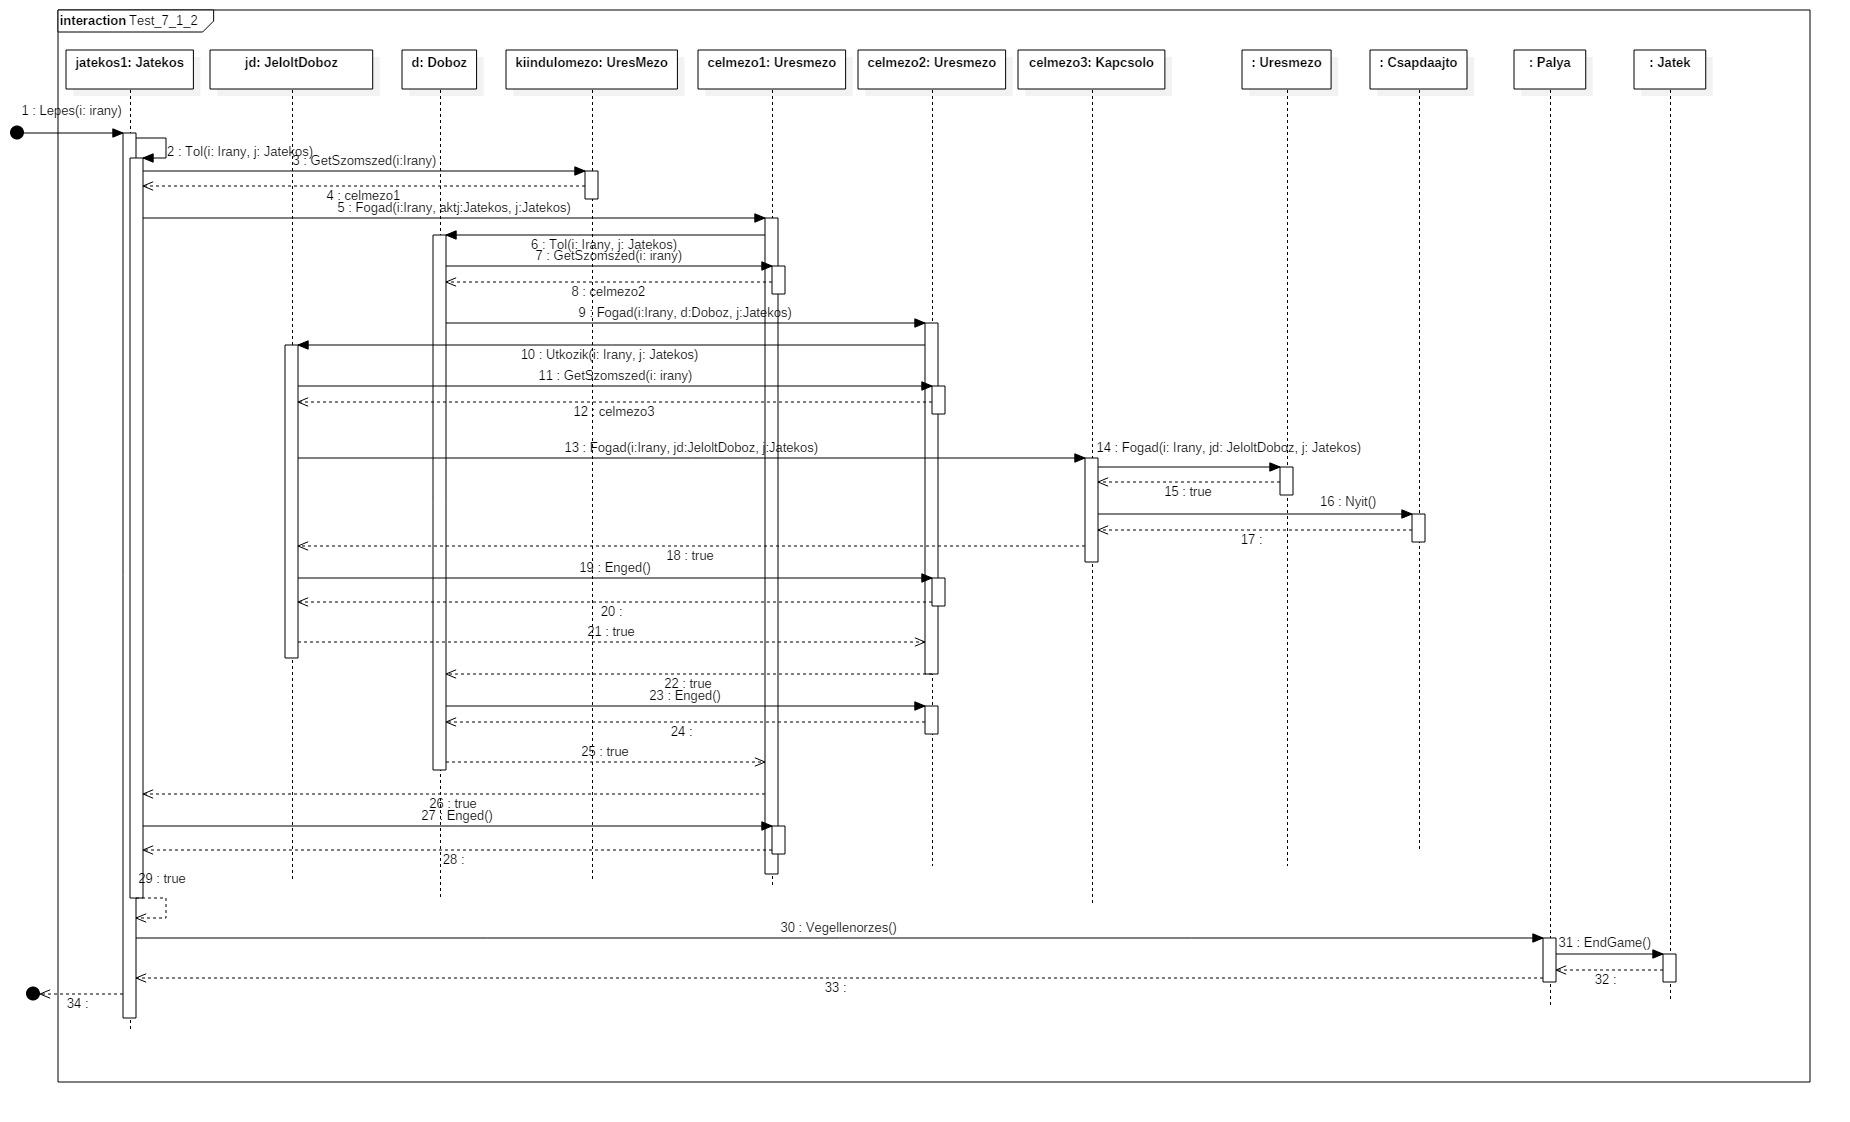 interaction Test_7_1_2
jatekos1: Jatekos
jd: JeloltDoboz
d: Doboz
kiindulomezo: UresMezo
celmezo1: Uresmezo
celmezo2: Uresmezo
celmezo3: Kapcsolo
: Uresmezo
: Csapdaajto
: Palya
: Jatek
1 : Lepes(i: irany)
2 : Tol(i: Irany, j: Jatekos)
3 : GetSzomszed(i:Irany)
4 : celmezo1
5 : Fogad(i:Irany, aktj:Jatekos, j:Jatekos)
6 : Tol(i: Irany, j: Jatekos)
7 : GetSzomszed(i: irany)
8 : celmezo2
9 : Fogad(i:Irany, d:Doboz, j:Jatekos)
10 : Utkozik(i: Irany, j: Jatekos)
11 : GetSzomszed(i: irany)
12 : celmezo3
13 : Fogad(i:Irany, jd:JeloltDoboz, j:Jatekos)
14 : Fogad(i: Irany, jd: JeloltDoboz, j: Jatekos)
15 : true
16 : Nyit()
17 :
18 : true
19 : Enged()
20 :
21 : true
22 : true
23 : Enged()
24 :
25 : true
26 : true
27 : Enged()
28 :
29 : true
30 : Vegellenorzes()
31 : EndGame()
32 :
33 :
34 :